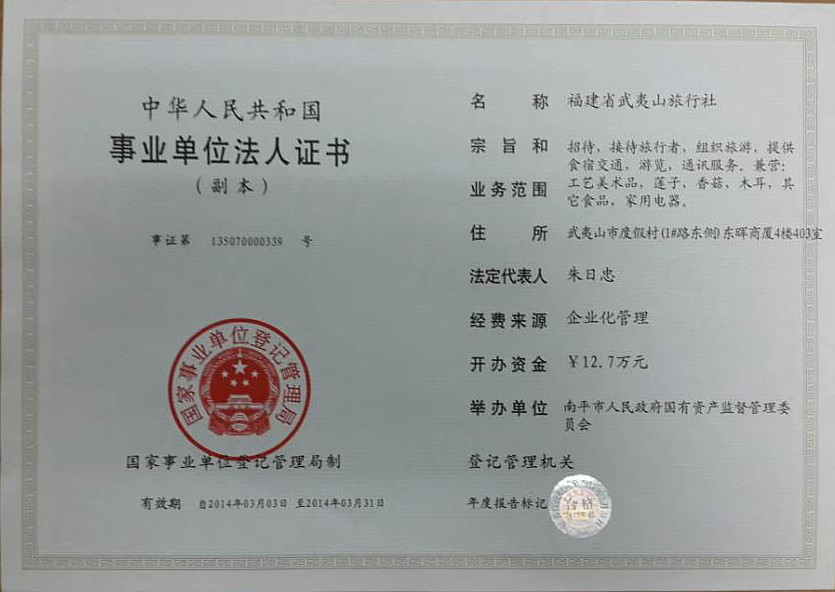 中华人民共和国
事业单位法人证书
（副本）
事证第 135070000339 号
国家事业单位登记管理局
国家事业单位登记管理局制
有效期 自2014年03月03日 至2014年03月31日
名称 福建省武夷山旅行社
宗旨和
业务范围
招待，接待旅行者，组织旅游，提供
食宿交通，游览，通讯服务。兼营：
工艺美术品，莲子，香菇，木耳，其
它食品，家用电器。
住所 武夷山市度假村(1#路东侧)东晖商厦4楼403室
法定代表人 朱日忠
经费来源 企业化管理
开办资金 ￥12.7万元
举办单位 南平市人民政府国有资产监督管理委
员会
登记管理机关
年度报告标记
合格